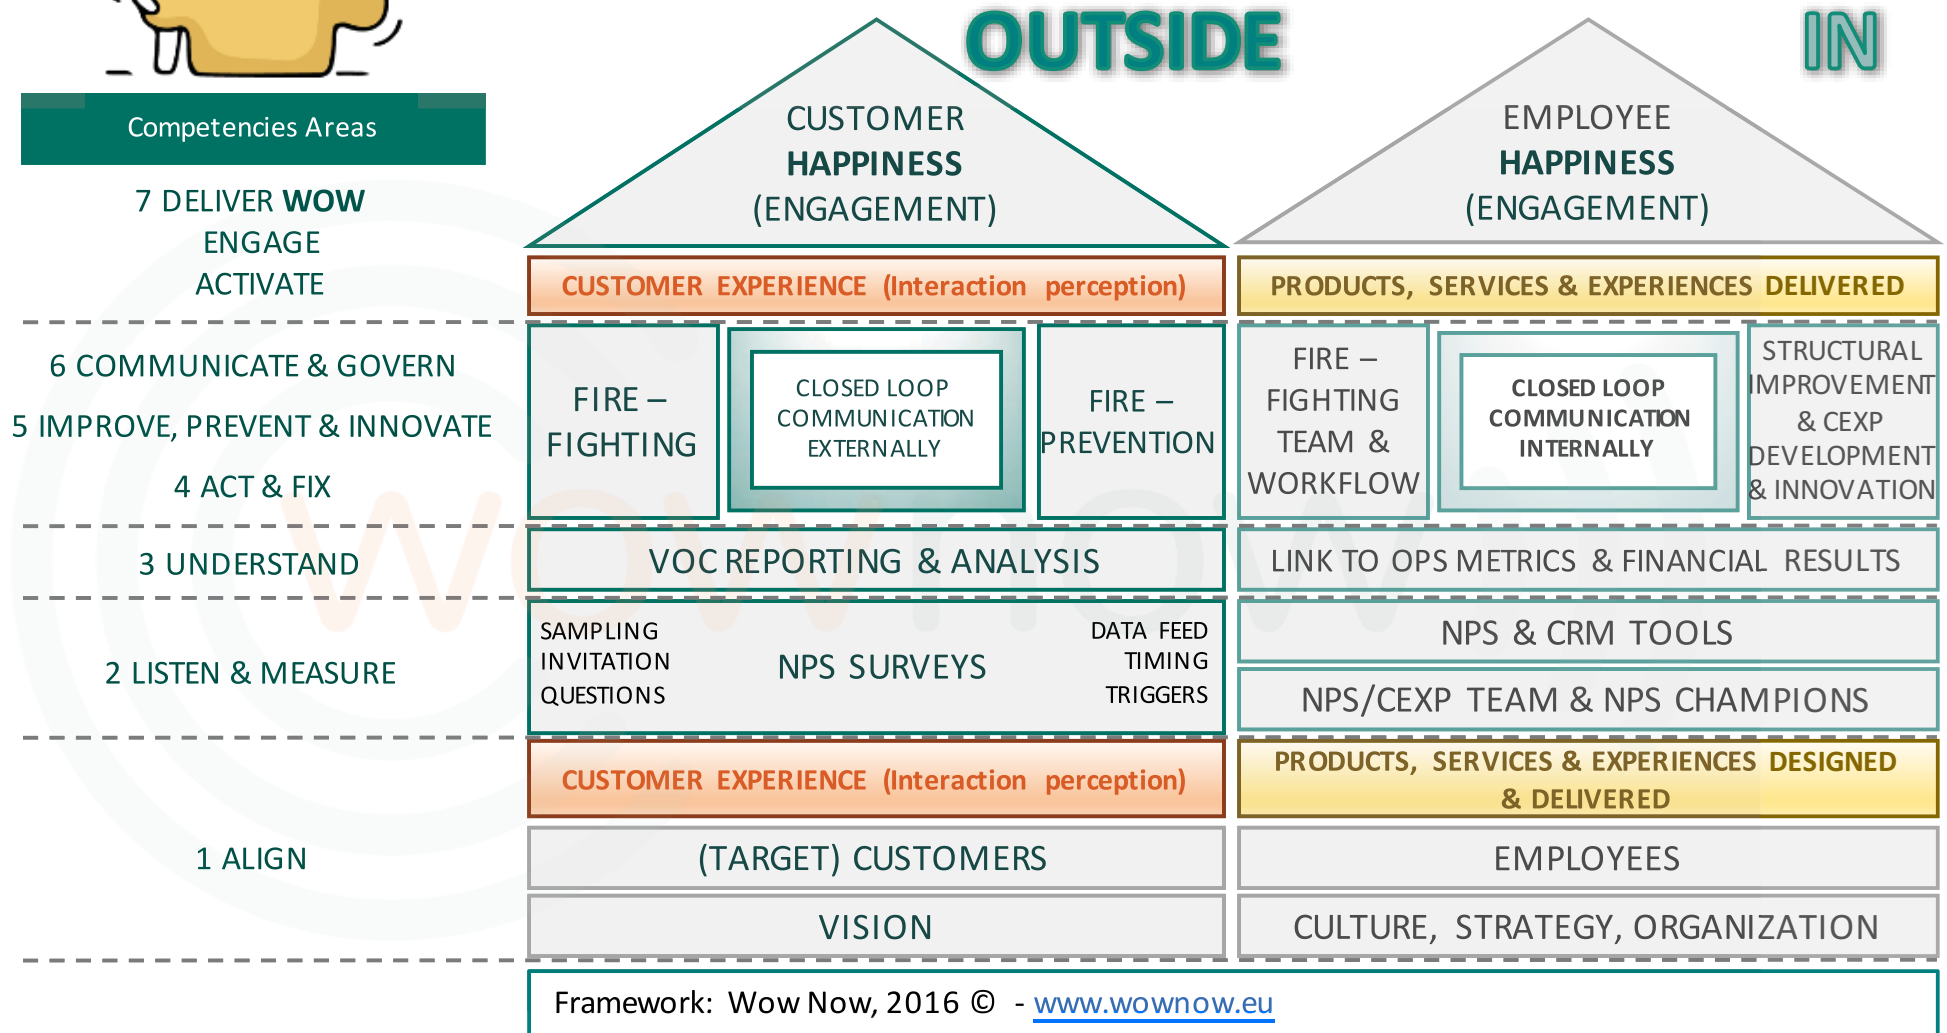 OUTSIDE
IN
Competencies Areas
7 DELIVER WOW
ENGAGE
ACTIVATE
6 COMMUNICATE & GOVERN
5 IMPROVE, PREVENT & INNOVATE
4 ACT & FIX
3 UNDERSTAND
2 LISTEN & MEASURE
1 ALIGN
CUSTOMER
HAPPINESS
(ENGAGEMENT)
CUSTOMER EXPERIENCE (Interaction perception)
FIRE –
FIGHTING
CLOSED LOOP
COMMUNICATION
EXTERNALLY
FIRE –
PREVENTION
VOC REPORTING & ANALYSIS
SAMPLING
INVITATION
QUESTIONS
NPS SURVEYS
DATA FEED
TIMING
TRIGGERS
CUSTOMER EXPERIENCE (Interaction perception)
(TARGET) CUSTOMERS
VISION
EMPLOYEE
HAPPINESS
(ENGAGEMENT)
PRODUCTS, SERVICES & EXPERIENCES DELIVERED
FIRE –
FIGHTING
TEAM &
WORKFLOW
CLOSED LOOP
COMMUNICATION
INTERNALLY
STRUCTURAL
IMPROVEMENT
& CEXP
DEVELOPMENT
& INNOVATION
LINK TO OPS METRICS & FINANCIAL RESULTS
NPS & CRM TOOLS
NPS/CEXP TEAM & NPS CHAMPIONS
PRODUCTS, SERVICES & EXPERIENCES DESIGNED
& DELIVERED
EMPLOYEES
CULTURE, STRATEGY, ORGANIZATION
Framework: Wow Now, 2016 © - www.wownow.eu
wownow